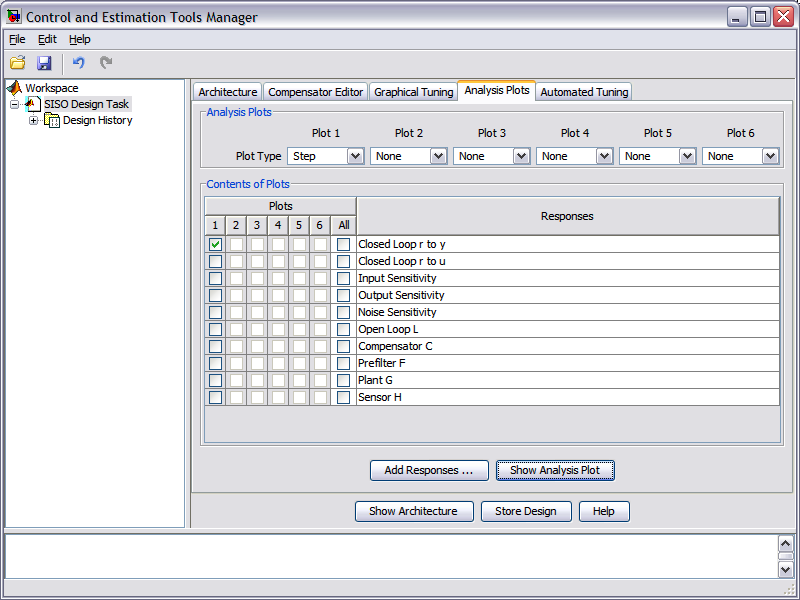 Control and Estimation Tools Manager
File Edit Help
Workspace
SISO Design Task
Design History
Architecture Compensator Editor Graphical Tuning Analysis Plots Automated Tuning
Analysis Plots
Plot 1 Plot 2 Plot 3 Plot 4 Plot 5 Plot 6
Plot Type Step None None None None None
Contents of Plots
Plots
Responses
1 2 3 4 5 6 All
Closed Loop r to y
Closed Loop r to u
Input Sensitivity
Output Sensitivity
Noise Sensitivity
Open Loop L
Compensator C
Prefilter F
Plant G
Sensor H
Add Responses ... Show Analysis Plot
Show Architecture Store Design Help